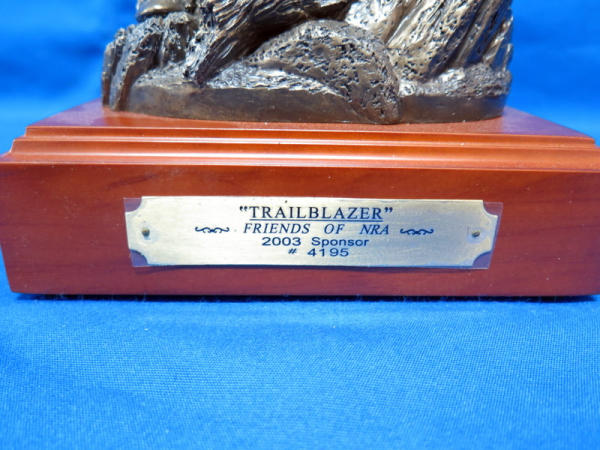 "TRAILBLAZER"
FRIENDS OF NRA
2003 Sponsor
# 4195